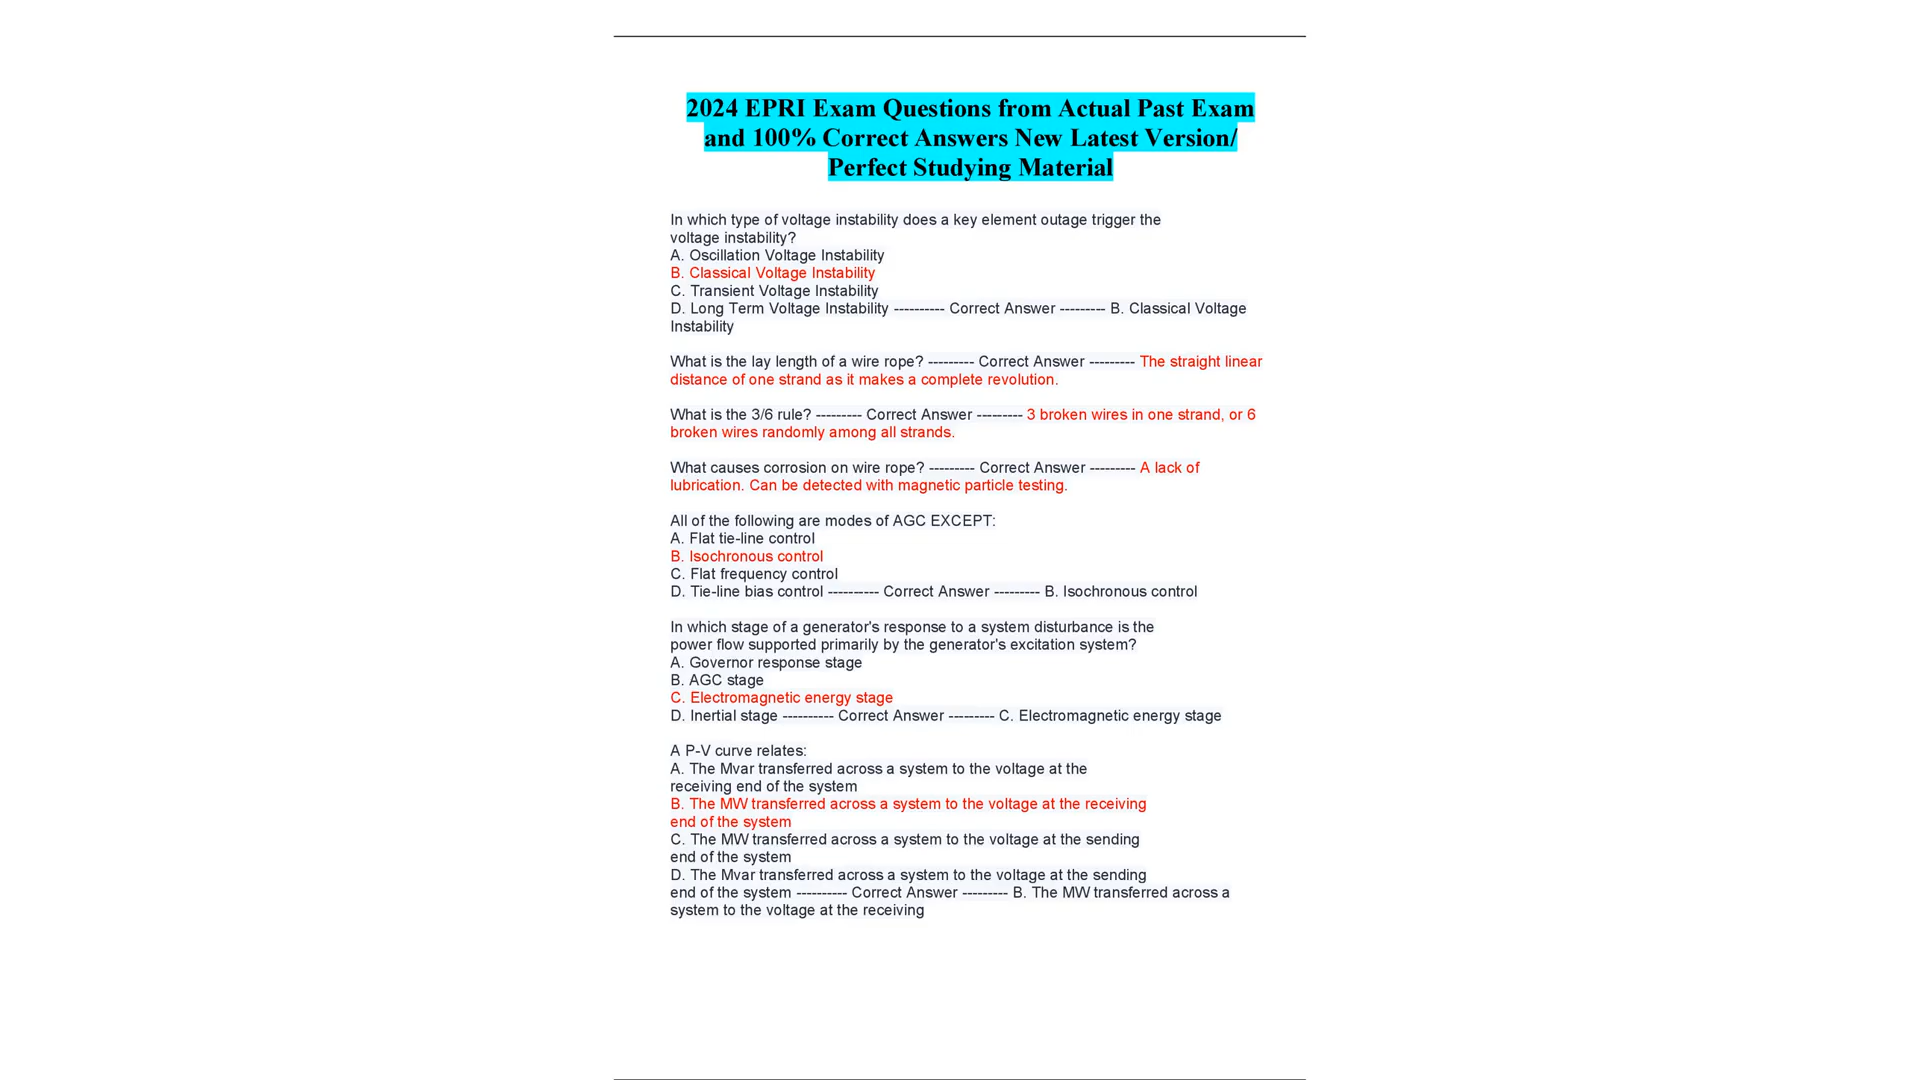 2024 EPRI Exam Questions from Actual Past Exam
and 100% Correct Answers New Latest Version/
Perfect Studying Material
In which type of voltage instability does a key element outage trigger the
voltage instability?
A. Oscillation Voltage Instability
B. Classical Voltage Instability
C. Transient Voltage Instability
D. Long Term Voltage Instability ---------- Correct Answer --------- B. Classical Voltage
Instability
What is the lay length of a wire rope? --------- Correct Answer --------- The straight linear
distance of one strand as it makes a complete revolution.
What is the 3/6 rule? --------- Correct Answer --------- 3 broken wires in one strand, or 6
broken wires randomly among all strands.
What causes corrosion on wire rope? --------- Correct Answer --------- A lack of
lubrication. Can be detected with magnetic particle testing.
All of the following are modes of AGC EXCEPT:
A. Flat tie-line control
B. Isochronous control
C. Flat frequency control
D. Tie-line bias control ---------- Correct Answer --------- B. Isochronous control
In which stage of a generator's response to a system disturbance is the
power flow supported primarily by the generator's excitation system?
A. Governor response stage
B. AGC stage
C. Electromagnetic energy stage
D. Inertial stage ---------- Correct Answer --------- C. Electromagnetic energy stage
A P-V curve relates:
A. The Mvar transferred across a system to the voltage at the
receiving end of the system
B. The MW transferred across a system to the voltage at the receiving
end of the system
C. The MW transferred across a system to the voltage at the sending
end of the system
D. The Mvar transferred across a system to the voltage at the sending
end of the system ---------- Correct Answer --------- B. The MW transferred across a
system to the voltage at the receiving